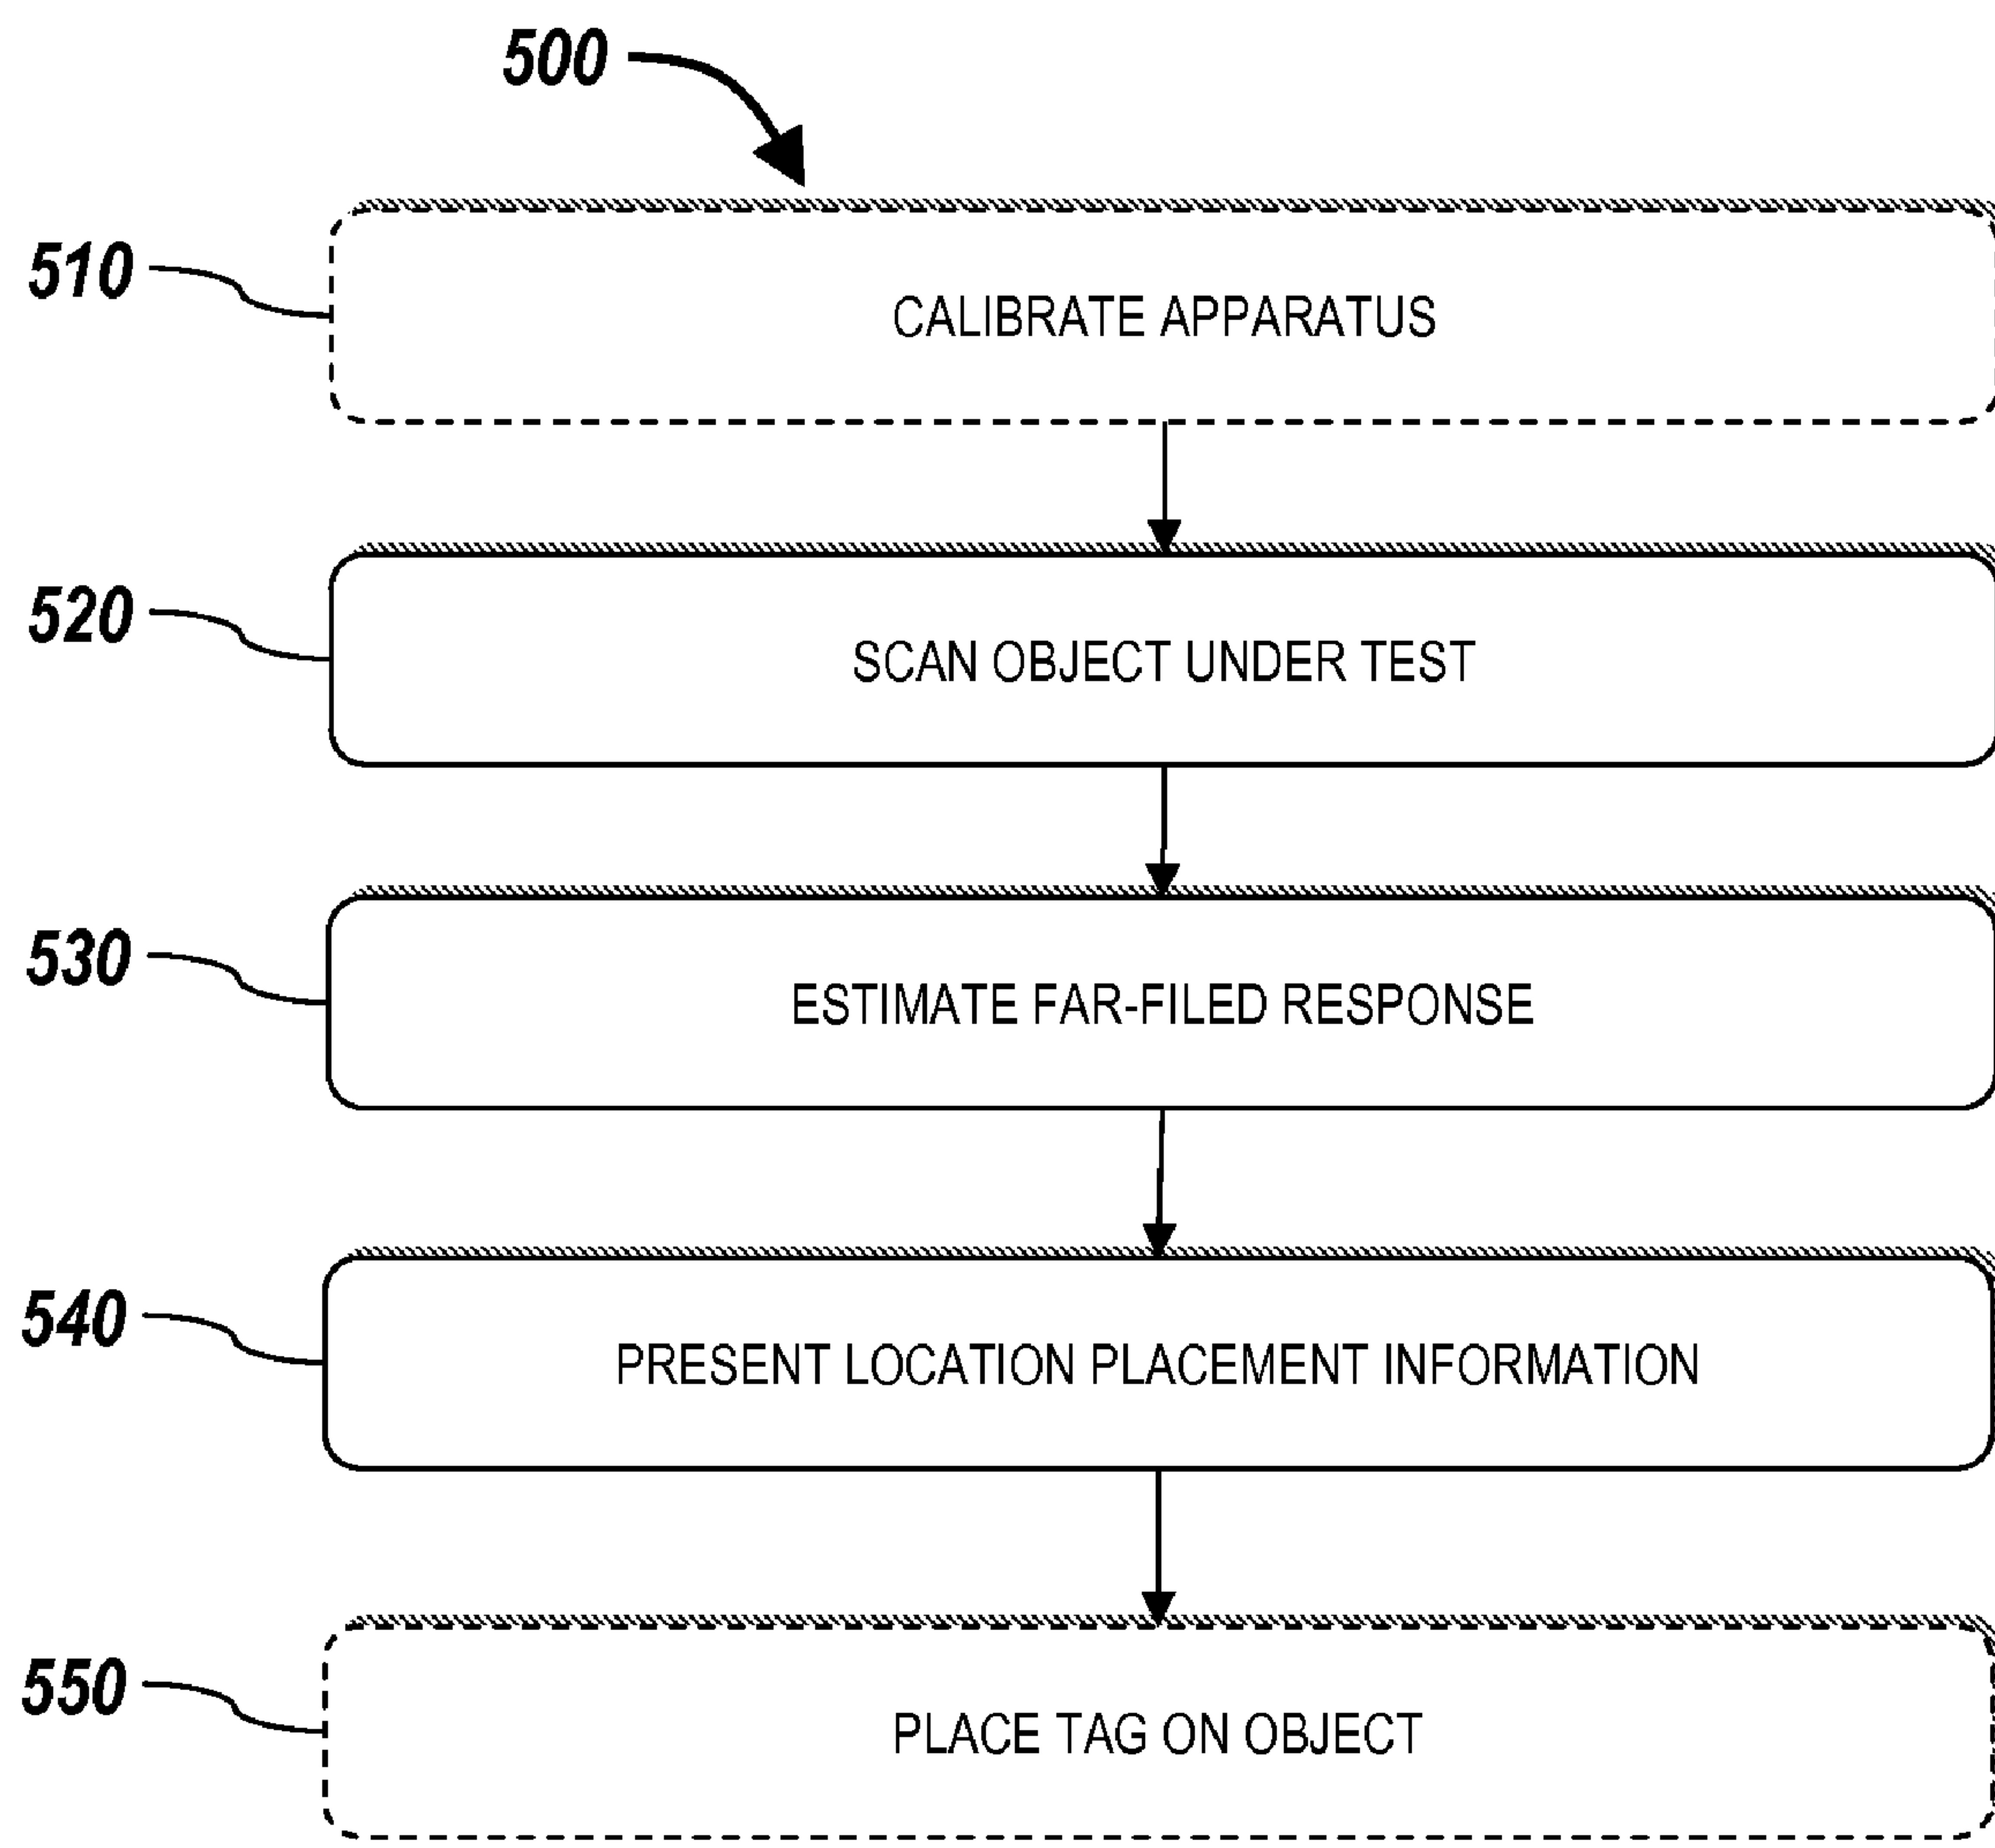 500
510
CALIBRATE APPARATUS
520
SCAN OBJECT UNDER TEST
530
ESTIMATE FAR-FILED RESPONSE
540
PRESENT LOCATION PLACEMENT INFORMATION
550
PLACE TAG ON OBJECT